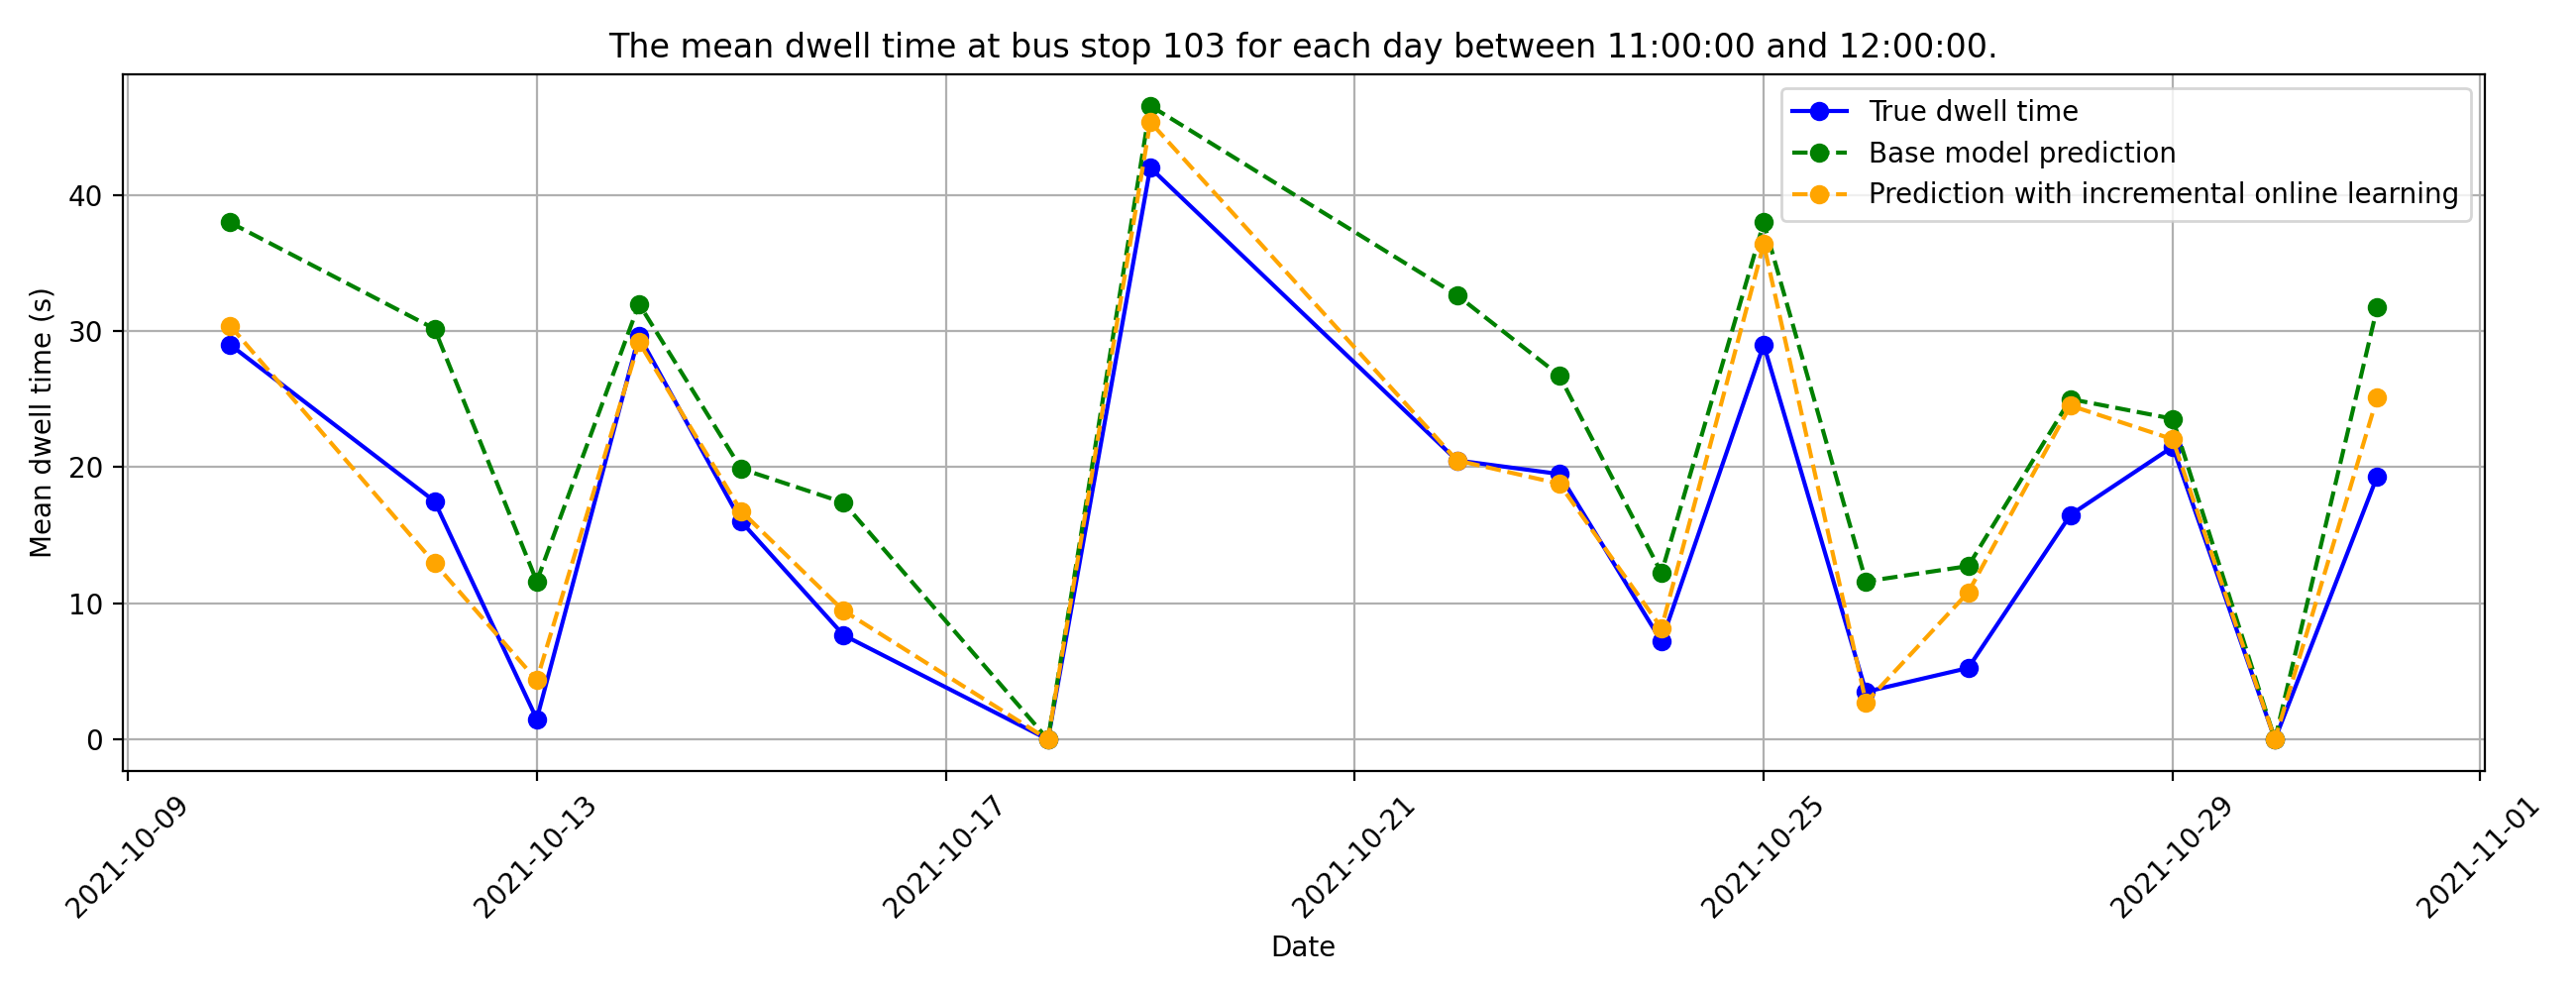 The mean dwell time at bus stop 103 for each day between 11:00:00 and 12:00:00.
True dwell time
Base model prediction
Prediction with incremental online learning
Mean dwell time (s)
40
30
20
10
0
2021-10-09
2021-10-13
2021-10-17
2021-10-21
2021-10-25
2021-10-29
2021-11-01
Date